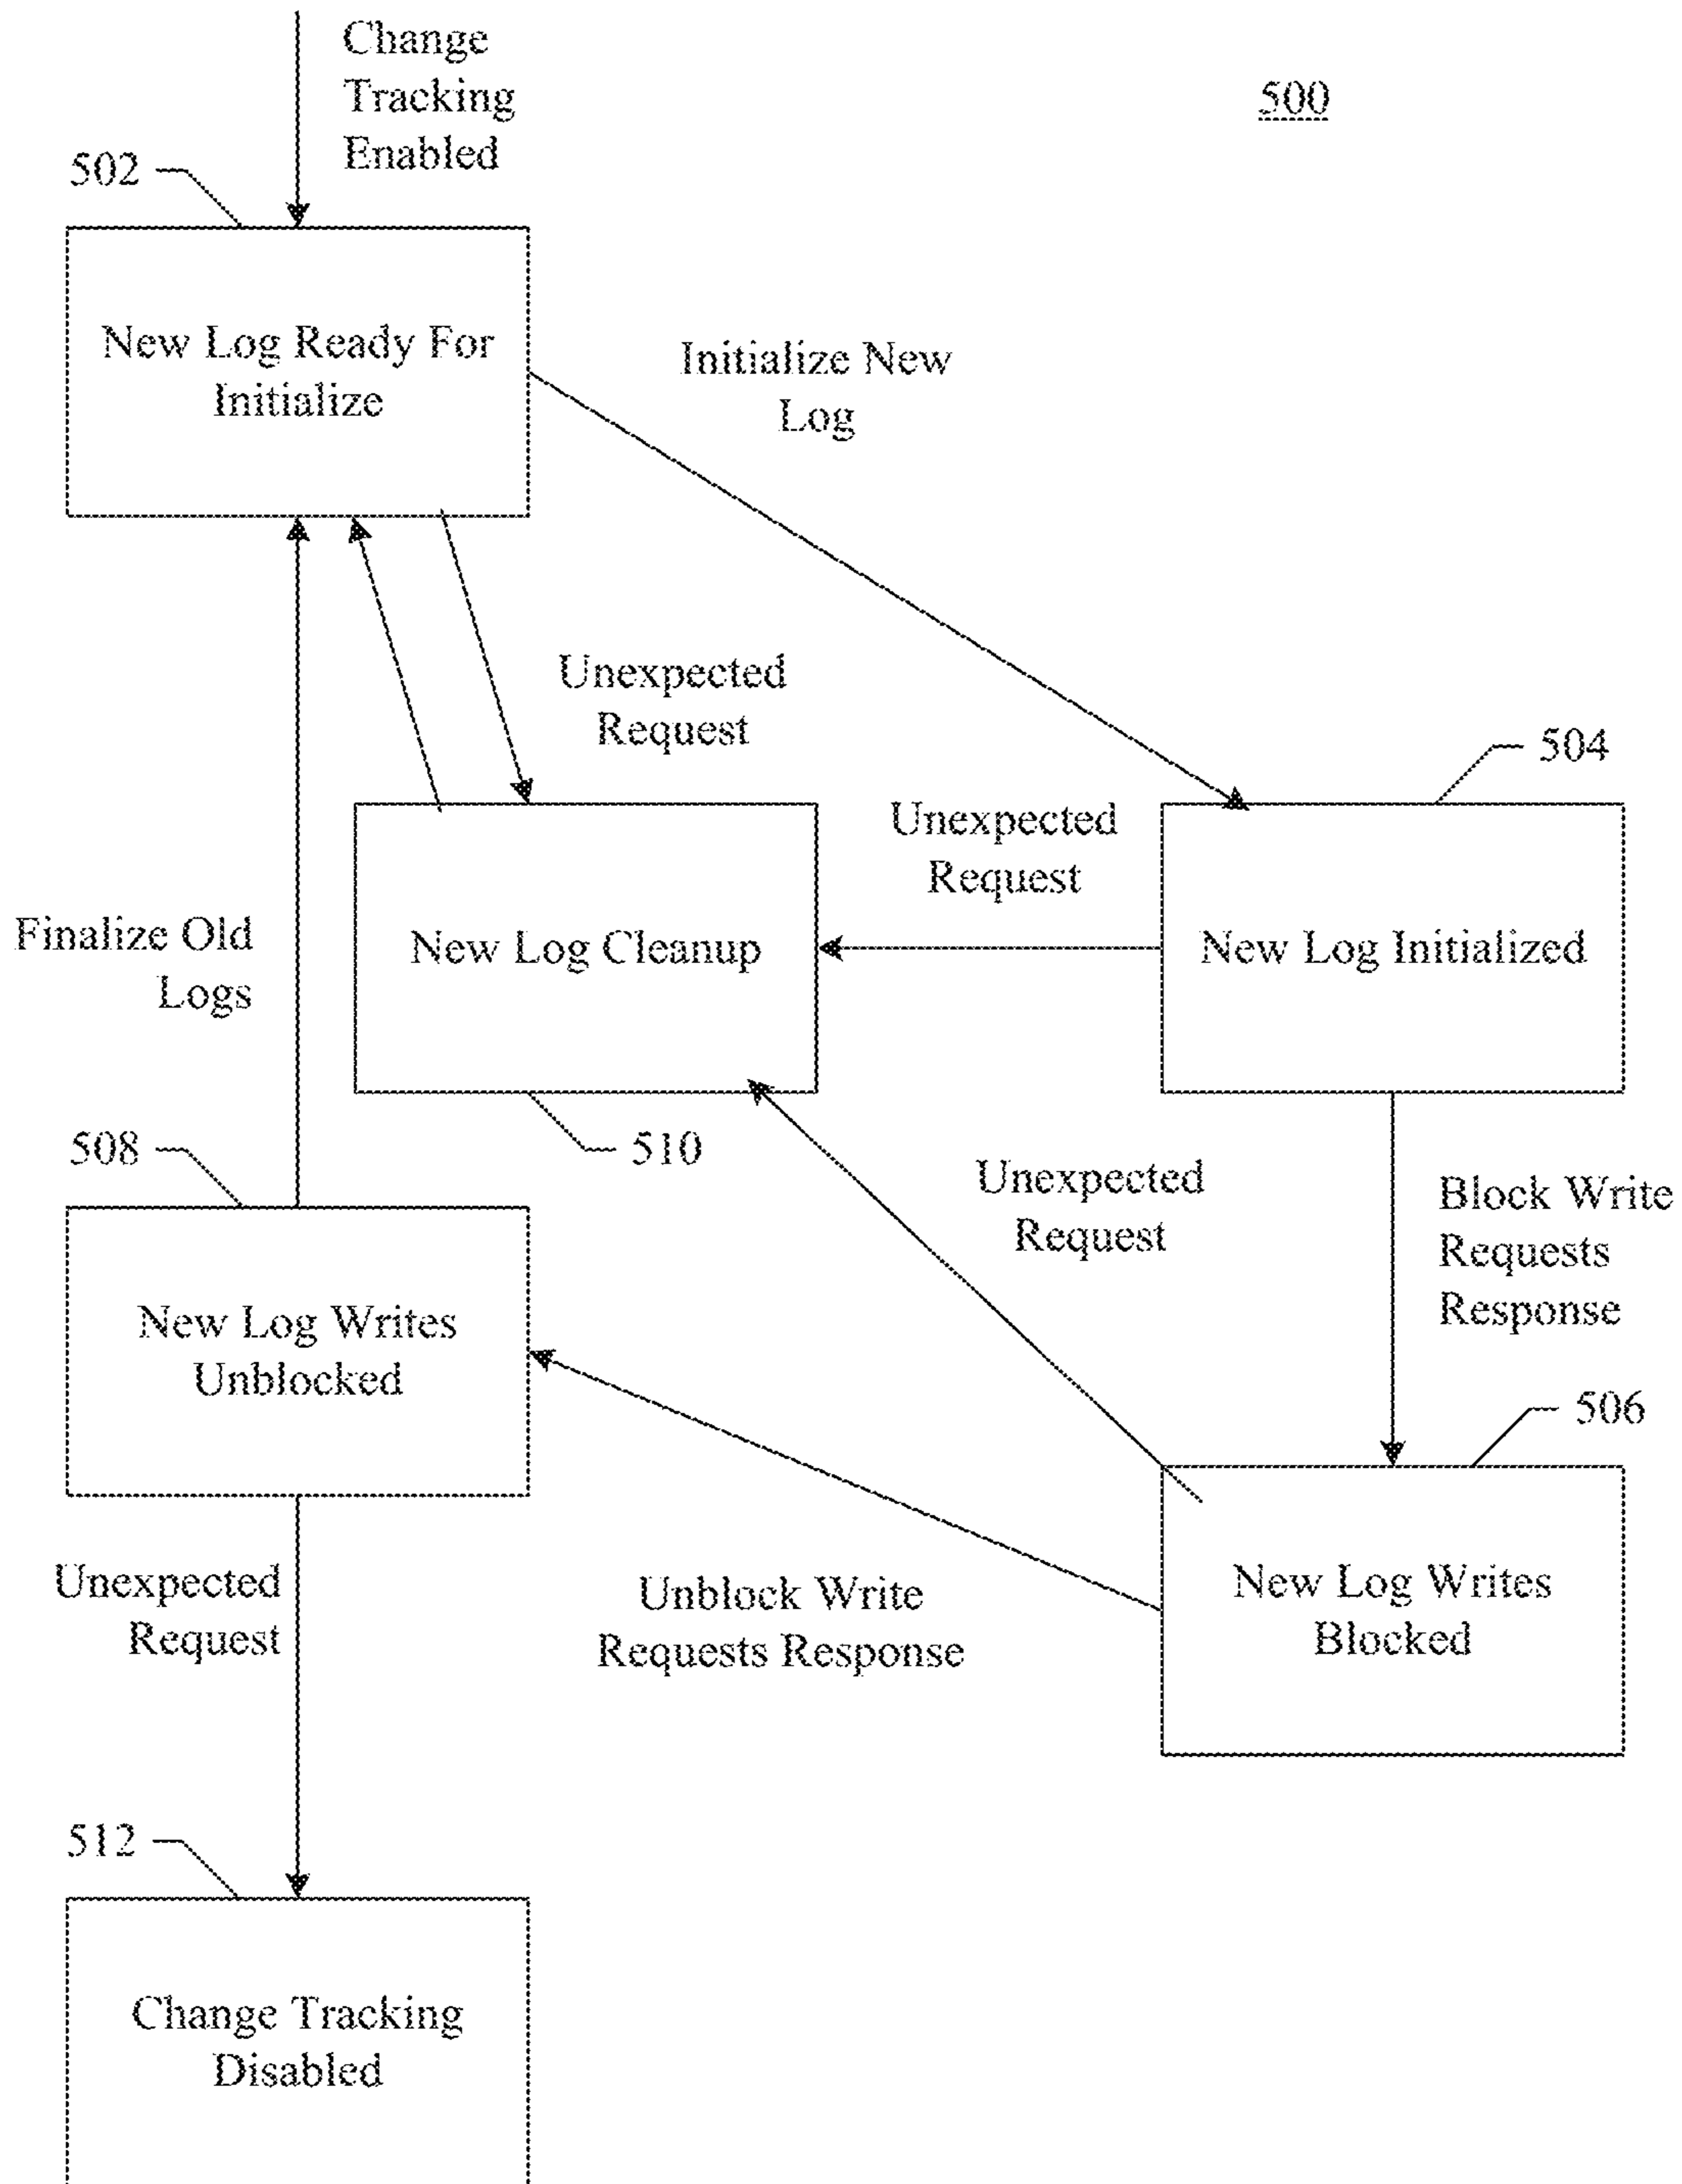 Change
Tracking
Enabled
500
502
New Log Ready For
Initialize
Initialize New
Log
Unexpected
Request
504
Unexpected
Request
New Log Cleanup
New Log Initialized
Finalize Old
Logs
508
510
Unexpected
Request
Block Write
Requests
Response
New Log Writes
Unblocked
506
Unexpected
Request
Unblock Write
Requests Response
New Log Writes
Blocked
512
Change Tracking
Disabled